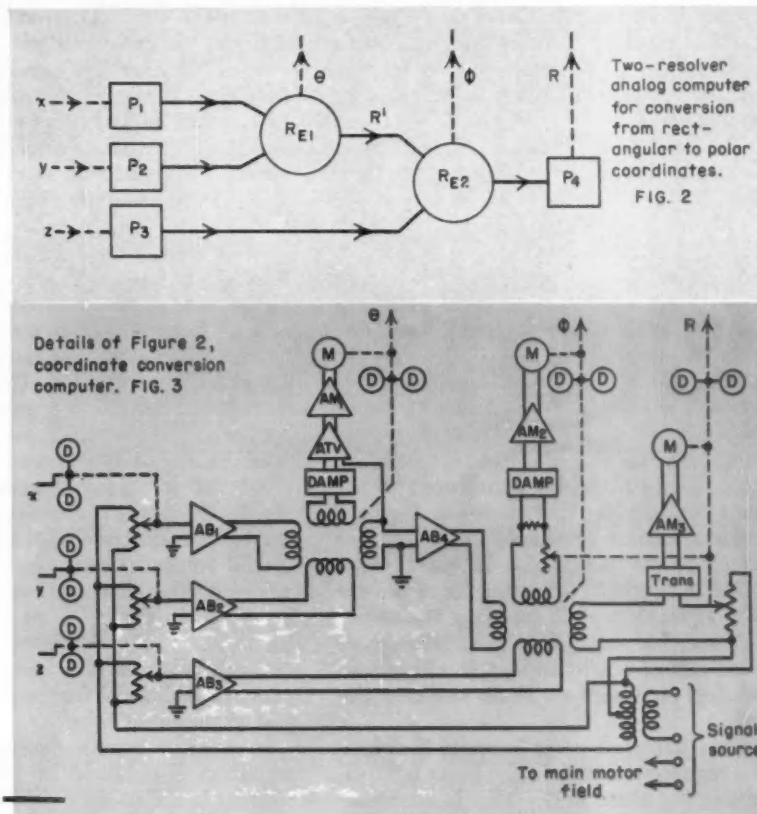 θ
Φ
R
x
P1
R'
RE1
y
P2
RE2
P4
z
P3
Two-resolver
analog computer
for conversion
from rect-
angular to polar
coordinates.
FIG. 2
Details of Figure 2,
coordinate conversion
computer. FIG. 3
θ
Φ
R
M
M
D D
D D
D D
AM1
AM2
M
ATV
DAMP
DAMP
AM3
D
x
D
AB1
AB4
Trans
D
y
D
AB2
D
z
D
AB3
Signal
source
To main motor
field